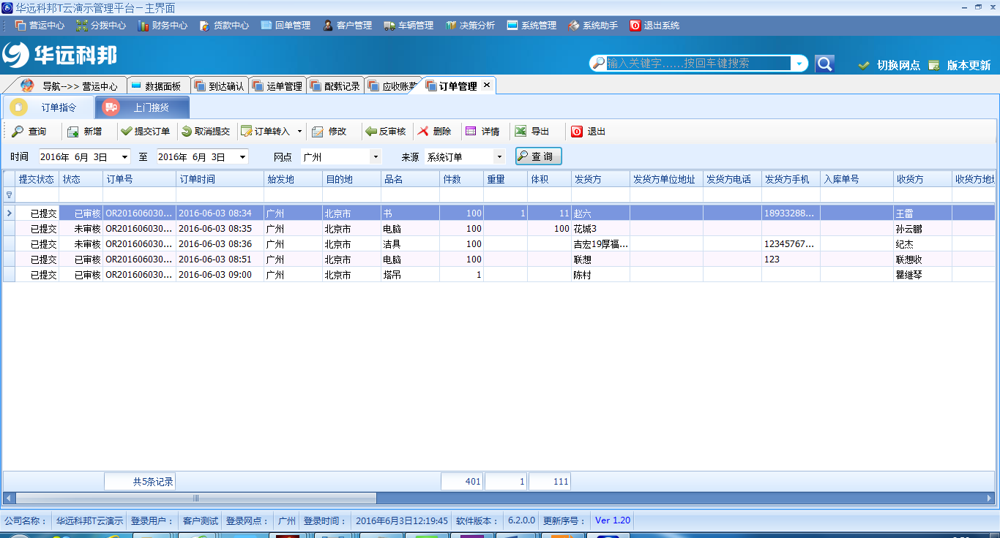 华远科邦T云演示管理平台－主界面
营运中心 分拨中心 财务中心 货款中心 回单管理 客户管理 车辆管理 决策分析 系统管理 系统助手 退出系统
华远科邦
输入关键字……按回车键搜索 切换网点 版本更新
导航-->> 营运中心 数据面板 到达确认 运单管理 配载记录 应收账款 订单管理
订单指令 上门接货
查询 新增 提交订单 取消提交 订单转入 修改 反审核 删除 详情 导出 退出
时间 2016年 6月 3日 至 2016年 6月 3日 网点 广州 来源 系统订单 查 询
提交状态 状态 订单号 订单时间 始发地 目的地 品名 件数 重量 体积 发货方 发货方单位地址 发货方电话 发货方手机 入库单号 收货方 收货方地址
已提交 已审核 OR201606030... 2016-06-03 08:34 广州 北京市 书 100 1 11 赵六 18933288... 王雷
已提交 未审核 OR201606030... 2016-06-03 08:35 广州 北京市 电脑 100 100 花城3 孙云鹏
已提交 未审核 OR201606030... 2016-06-03 08:36 广州 北京市 洁具 100 吉宏19厚福... 12345767... 纪杰
已提交 已审核 OR201606030... 2016-06-03 08:51 广州 北京市 电脑 100 联想 123 联想收
已提交 已审核 OR201606030... 2016-06-03 09:00 广州 北京市 塔吊 1 陈村 瞿继琴
共5条记录 401 1 111
公司名称： 华远科邦T云演示 登录用户： 客户测试 登录网点： 广州 登录时间： 2016年6月3日12:19:45 软件版本： 6.2.0.0 更新序号： Ver 1.20